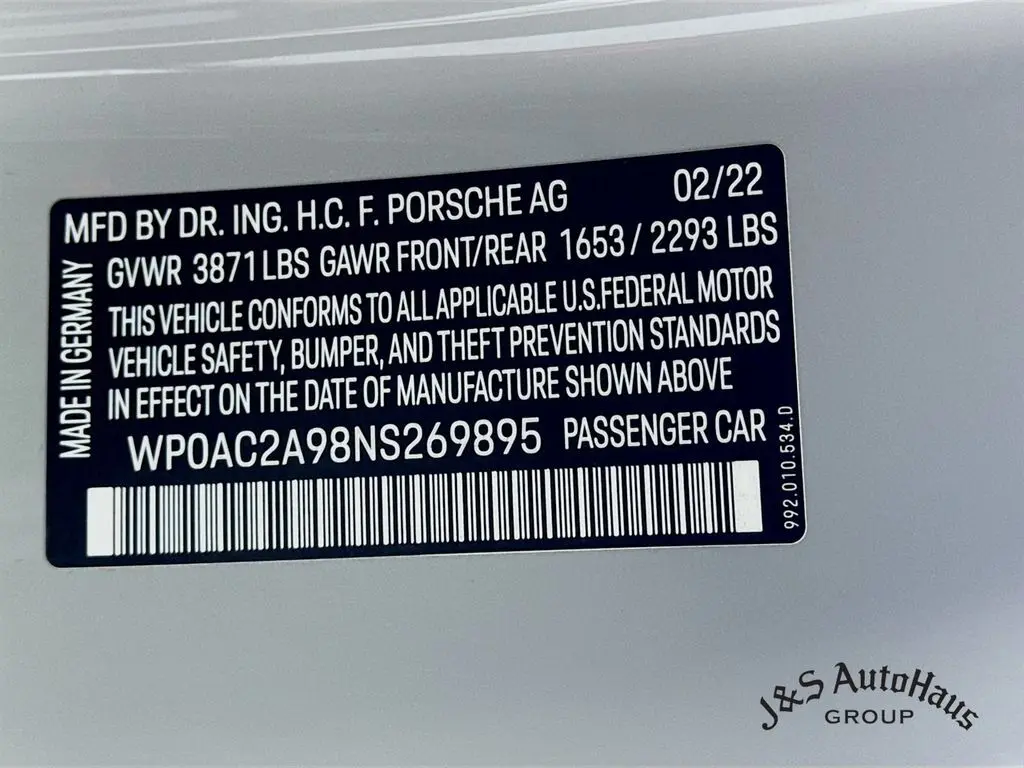 MFD BY DR. ING. H.C. F. PORSCHE AG 02/22
GVWR 3871 LBS GAWR FRONT/REAR 1653 / 2293 LBS
THIS VEHICLE CONFORMS TO ALL APPLICABLE U.S.FEDERAL MOTOR
VEHICLE SAFETY, BUMPER, AND THEFT PREVENTION STANDARDS
IN EFFECT ON THE DATE OF MANUFACTURE SHOWN ABOVE
WP0AC2A98NS269895 PASSENGER CAR
MADE IN GERMANY
992.010.534.D
J&S AutoHaus
GROUP